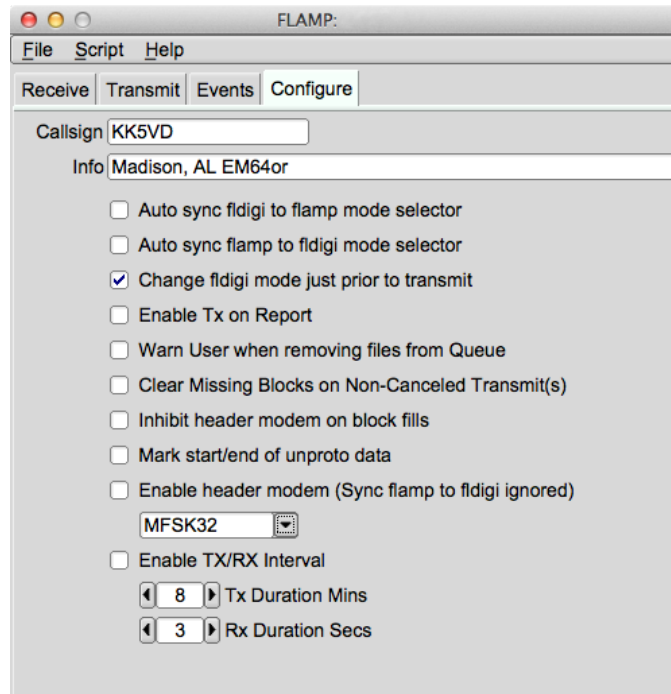 FLAMP:
File Script Help
Receive Transmit Events Configure
Callsign KK5VD
Info Madison, AL EM64or
Auto sync fldigi to flamp mode selector
Auto sync flamp to fldigi mode selector
Change fldigi mode just prior to transmit
Enable Tx on Report
Warn User when removing files from Queue
Clear Missing Blocks on Non-Canceled Transmit(s)
Inhibit header modem on block fills
Mark start/end of unproto data
Enable header modem (Sync flamp to fldigi ignored)
MFSK32
Enable TX/RX Interval
8 Tx Duration Mins
3 Rx Duration Secs